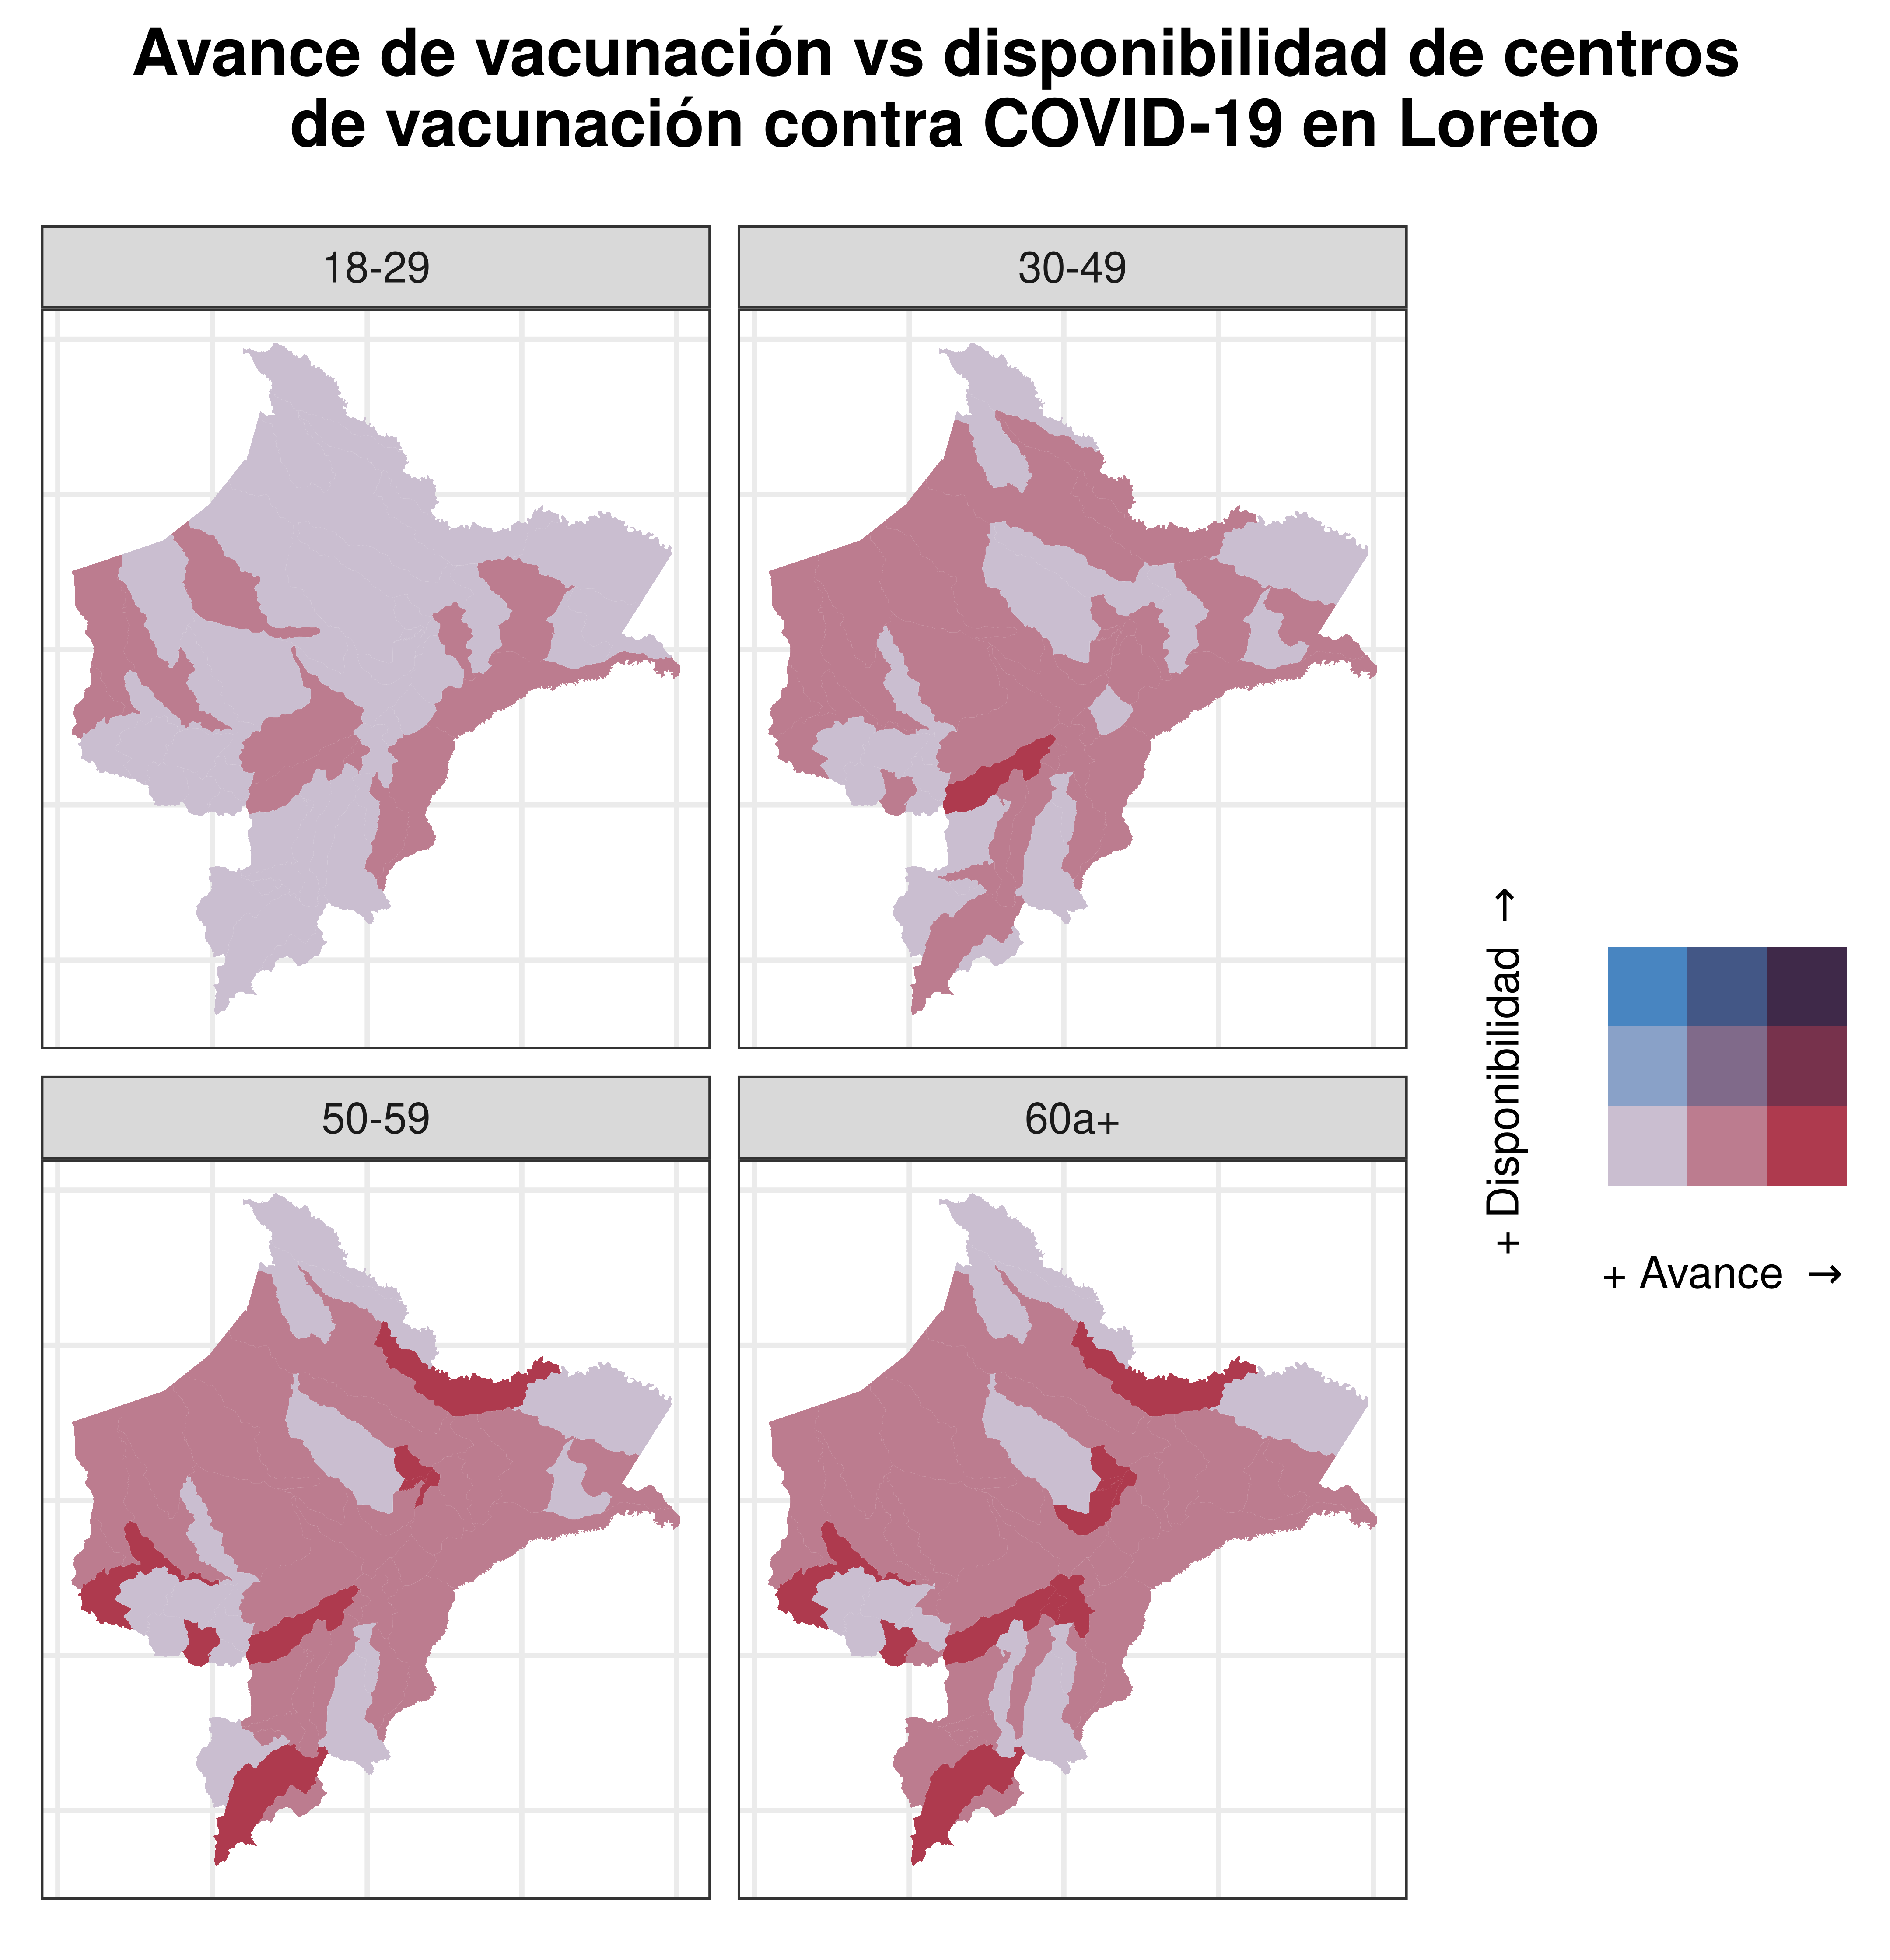 Avance de vacunación vs disponibilidad de centros
de vacunación contra COVID-19 en Loreto
18-29
30-49
50-59
60a+
+ Disponibilidad →
+ Avance →